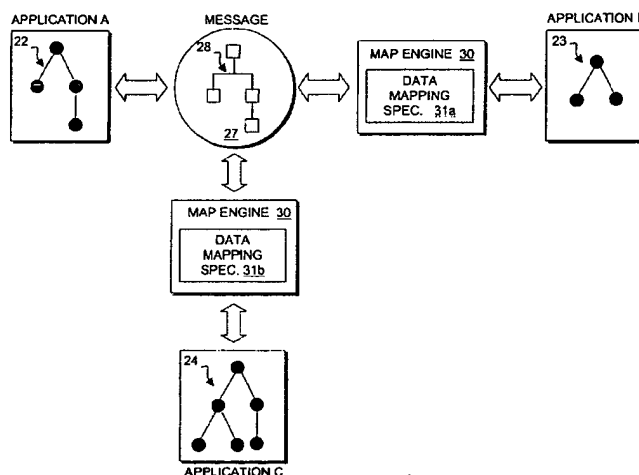 APPLICATION A
MESSAGE
APPLICATION
22
28
27
MAP ENGINE 30
DATA
MAPPING
SPEC. 31a
23
MAP ENGINE 30
DATA
MAPPING
SPEC. 31b
24
APPLICATION C